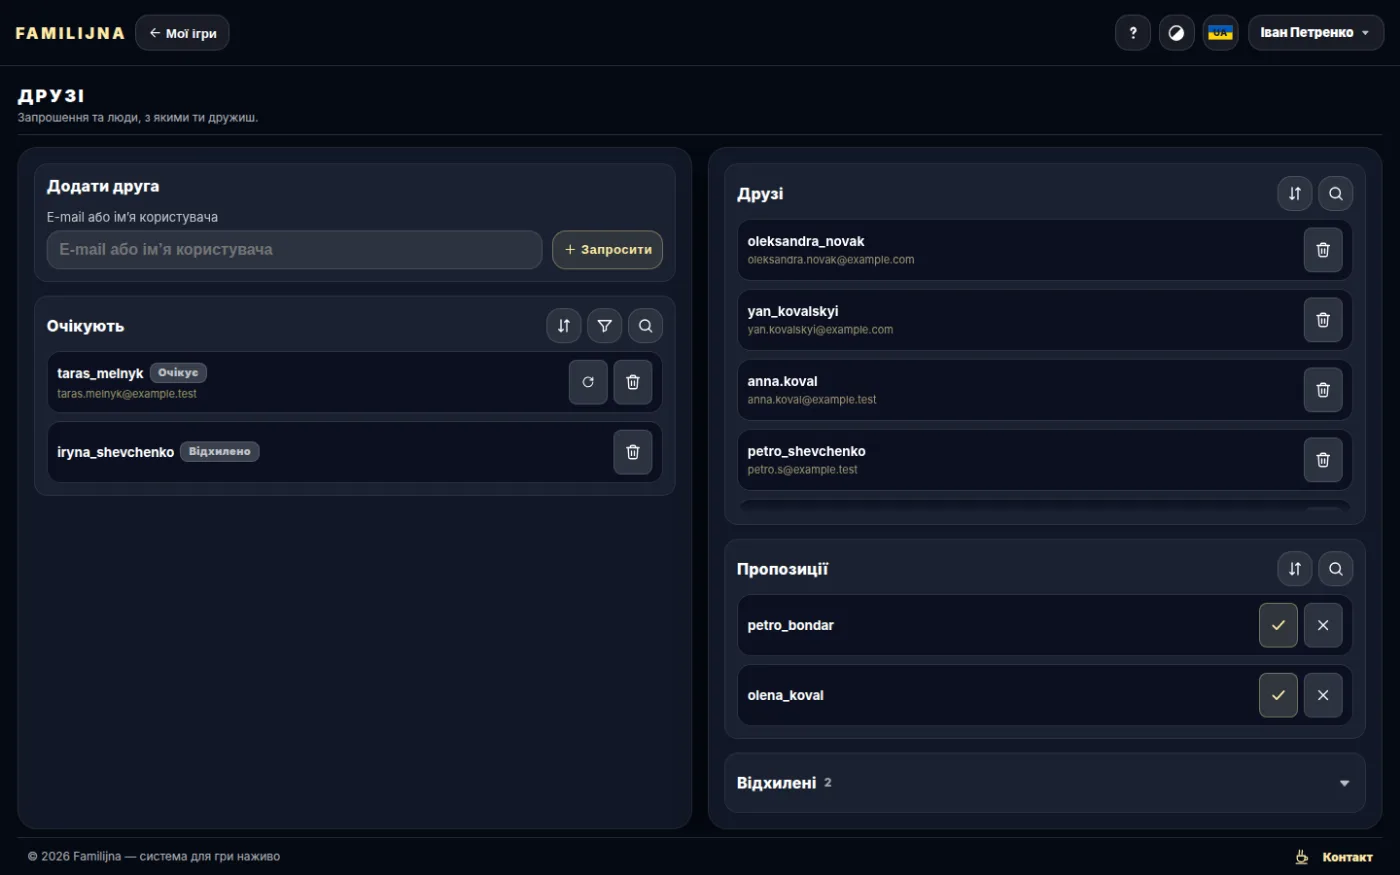 FAMILIJNA
← Мої ігри
?
UA
Іван Петренко
ДРУЗІ
Запрошення та люди, з якими ти дружиш.
Додати друга
E-mail або ім’я користувача
E-mail або ім’я користувача
+ Запросити
Очікують
taras_melnyk Очікує
taras.melnyk@example.test
iryna_shevchenko Відхилено
Друзі
oleksandra_novak
oleksandra.novak@example.com
yan_kovalskyi
yan.kovalskyi@example.com
anna.koval
anna.koval@example.test
petro_shevchenko
petro.s@example.test
Пропозиції
petro_bondar
olena_koval
Відхилені 2
© 2026 Familijna — система для гри наживо
Контакт